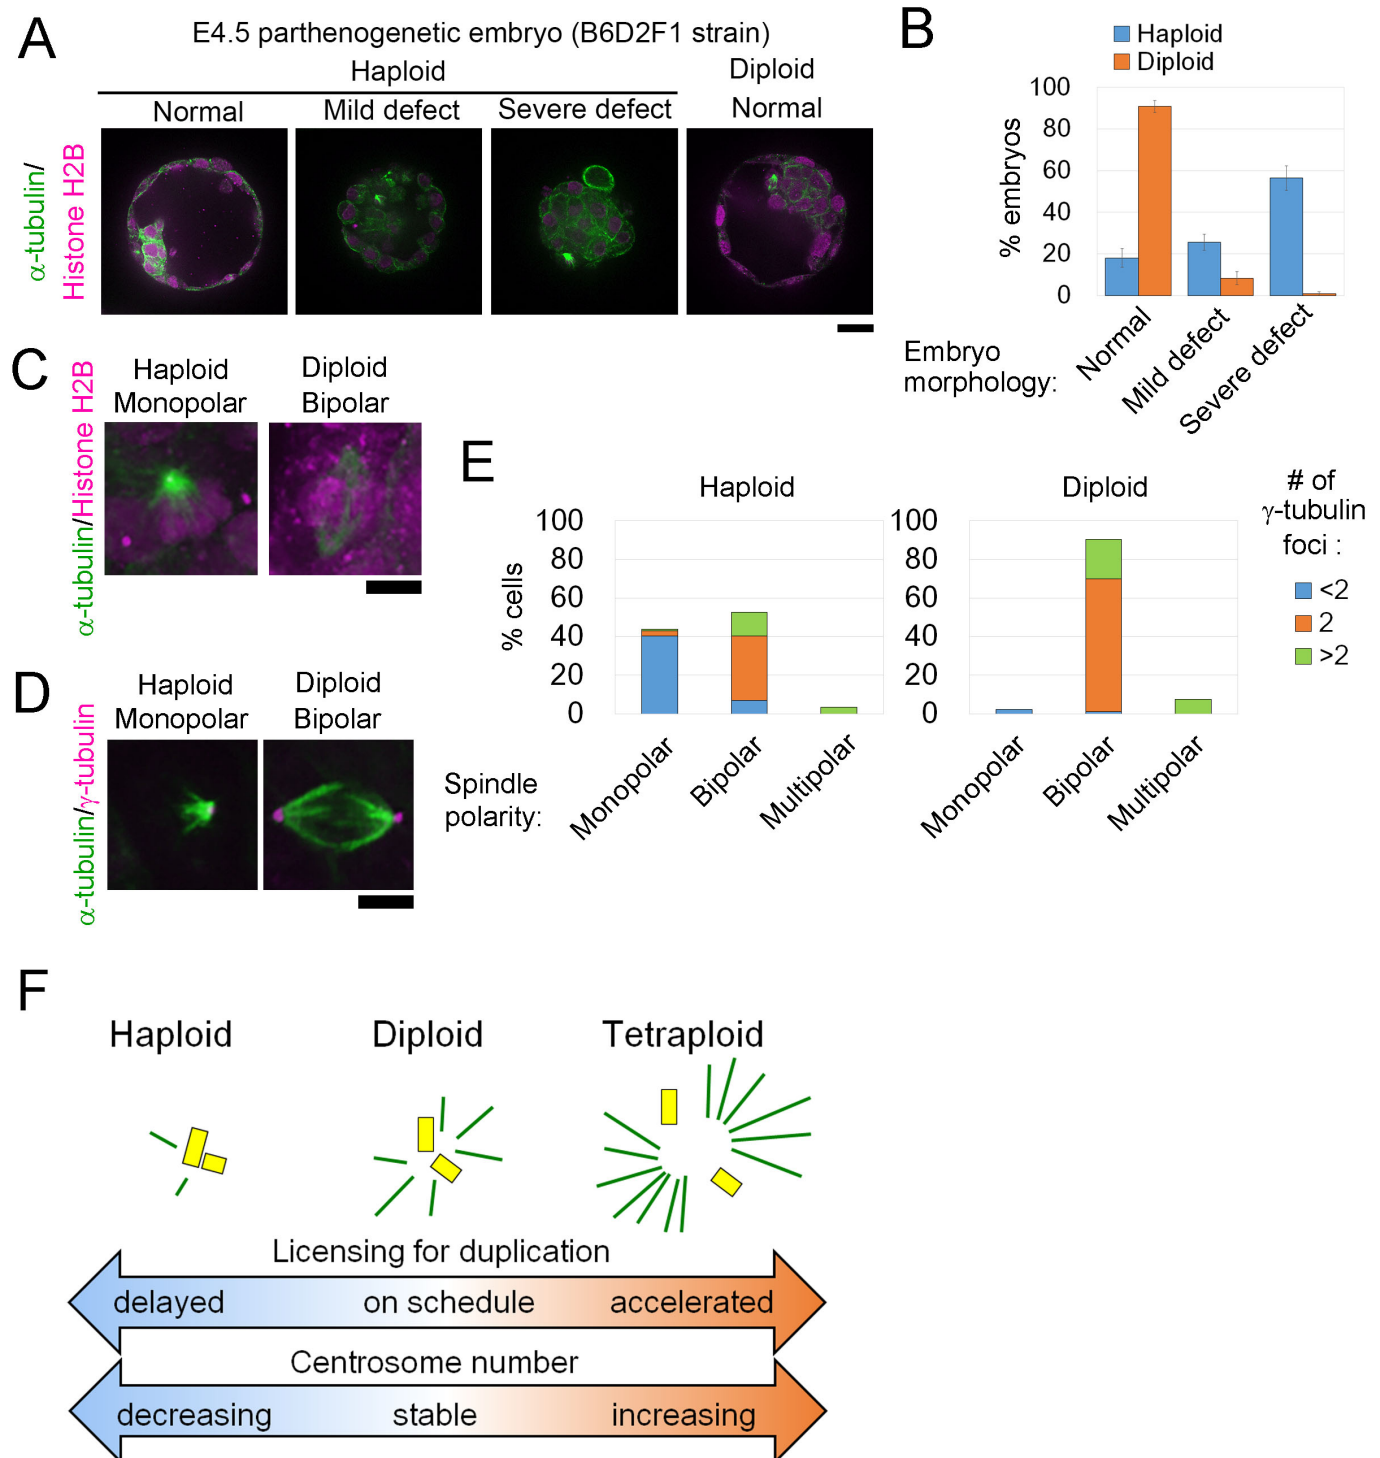 A
E4.5 parthenogenetic embryo (B6D2F1 strain)
Haploid
Diploid
Normal
Mild defect
Severe defect
Normal
α-tubulin/
Histone H2B
B
Haploid
Diploid
% embryos
100
80
60
40
20
0
Embryo
morphology:
Normal
Mild defect
Severe defect
C
Haploid
Monopolar
Diploid
Bipolar
α-tubulin/Histone H2B
D
Haploid
Monopolar
Diploid
Bipolar
α-tubulin/γ-tubulin
E
Haploid
% cells
100
80
60
40
20
0
Diploid
100
80
60
40
20
0
# of
γ-tubulin
foci :
<2
2
>2
Spindle
polarity:
Monopolar
Bipolar
Multipolar
Monopolar
Bipolar
Multipolar
F
Haploid
Diploid
Tetraploid
Licensing for duplication
delayed
on schedule
accelerated
Centrosome number
decreasing
stable
increasing